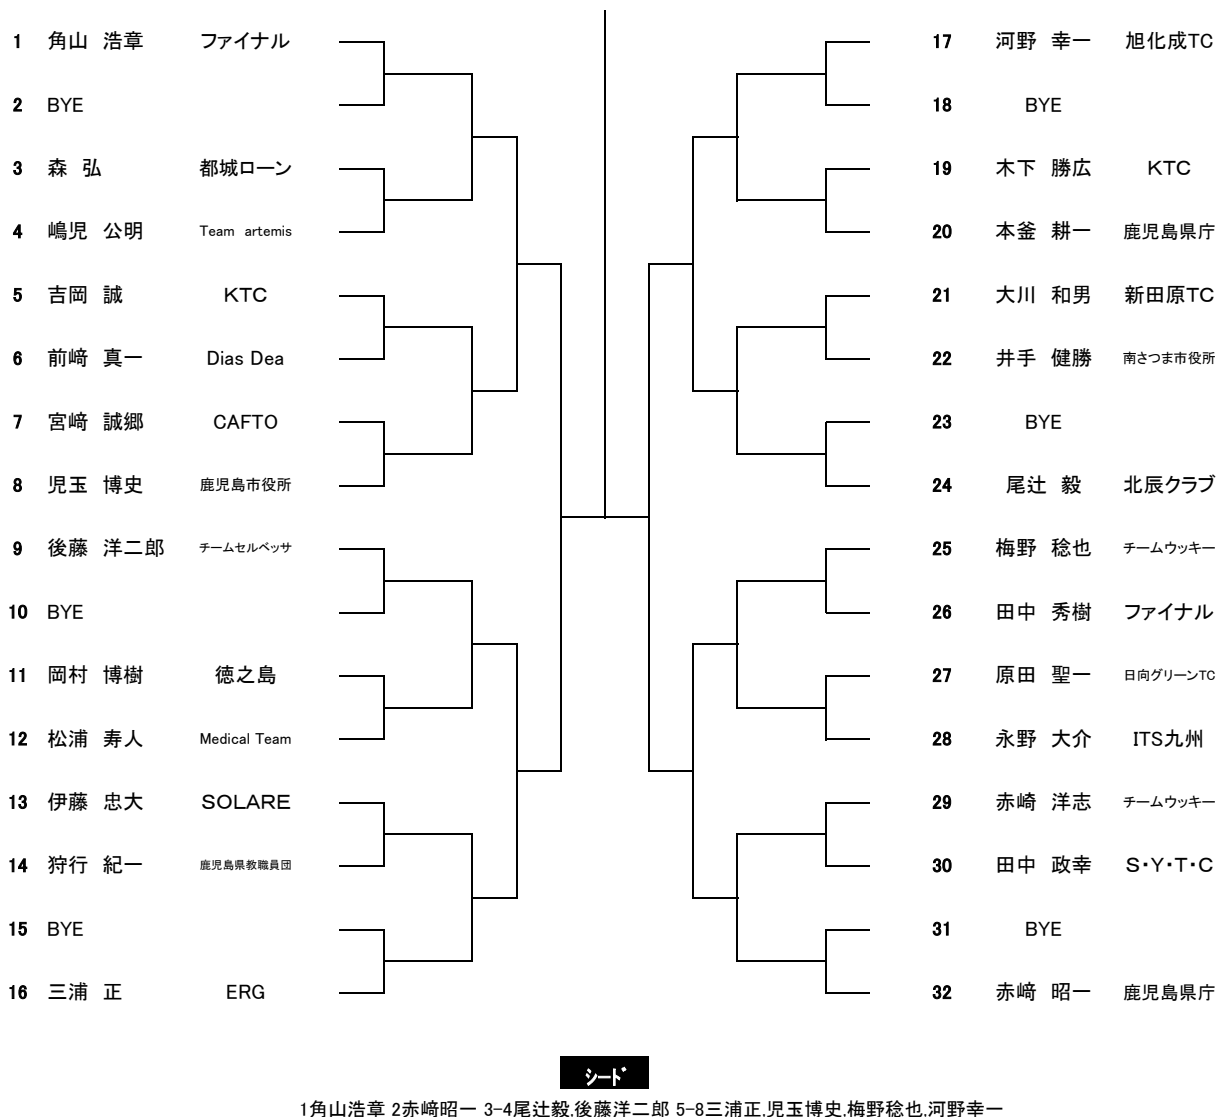 1 角山 浩章 ファイナル
2 BYE
3 森 弘 都城ローン
4 嶋児 公明 Team artemis
5 吉岡 誠 KTC
6 前﨑 真一 Dias Dea
7 宮﨑 誠郷 CAFTO
8 児玉 博史 鹿児島市役所
9 後藤 洋二郎 チームセルベッサ
10 BYE
11 岡村 博樹 徳之島
12 松浦 寿人 Medical Team
13 伊藤 忠大 SOLARE
14 狩行 紀一 鹿児島県教職員団
15 BYE
16 三浦 正 ERG
17 河野 幸一 旭化成TC
18 BYE
19 木下 勝広 KTC
20 本釜 耕一 鹿児島県庁
21 大川 和男 新田原TC
22 井手 健勝 南さつま市役所
23 BYE
24 尾辻 毅 北辰クラブ
25 梅野 稔也 チームウッキー
26 田中 秀樹 ファイナル
27 原田 聖一 日向グリーンTC
28 永野 大介 ITS九州
29 赤崎 洋志 チームウッキー
30 田中 政幸 S・Y・T・C
31 BYE
32 赤﨑 昭一 鹿児島県庁
ｼｰﾄﾞ
1角山浩章 2赤﨑昭一 3-4尾辻毅,後藤洋二郎 5-8三浦正,児玉博史,梅野稔也,河野幸一